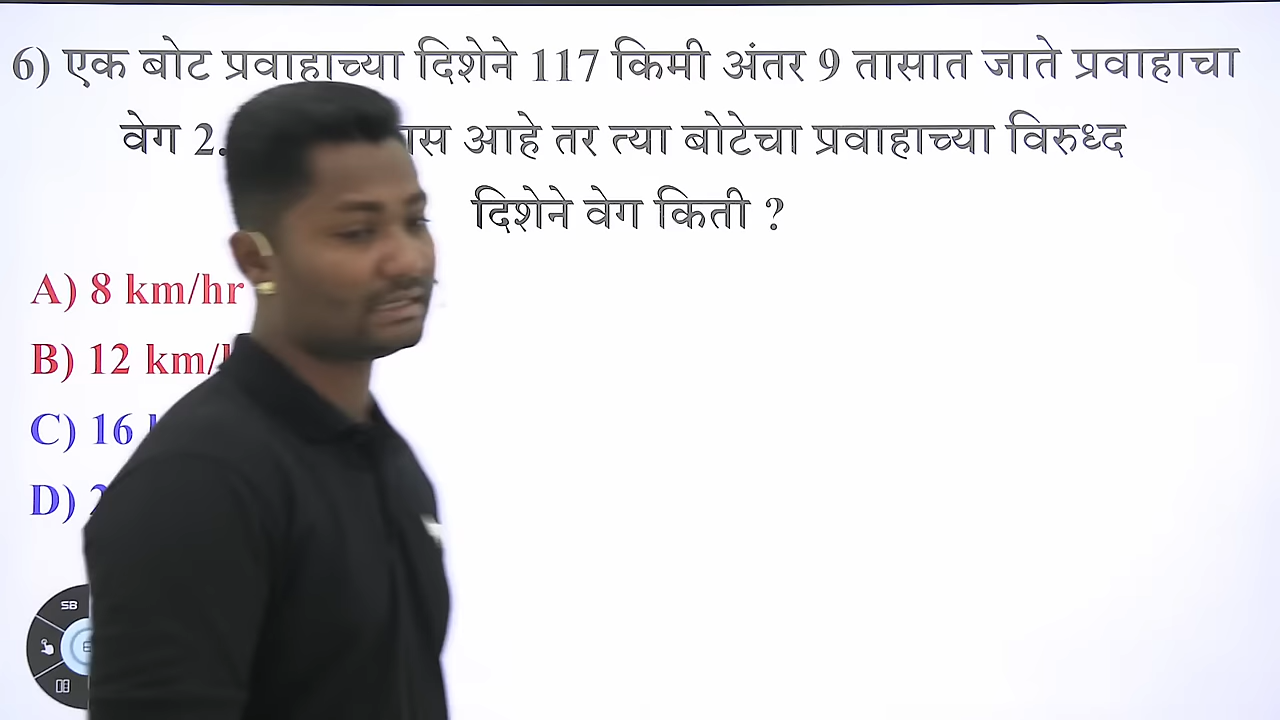 6) एक बोट प्रवाहाच्या दिशेने 117 किमी अंतर 9 तासात जाते प्रवाहाचा
वेग 2. आहे तर त्या बोटेचा प्रवाहाच्या विरुध्द
दिशेने वेग किती ?
A) 8 km/hr
B) 12 km/
C) 16
D)
SB